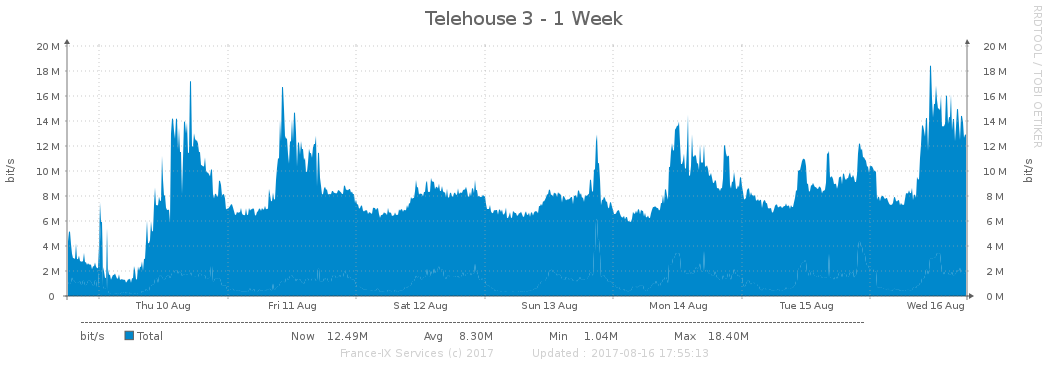 Telehouse 3 - 1 Week
RRDTOOL / TOBI OETIKER
bit/s
20 M
18 M
16 M
14 M
12 M
10 M
8 M
6 M
4 M
2 M
0
20 M
18 M
16 M
14 M
12 M
10 M
8 M
6 M
4 M
2 M
0 M
bit/s
Thu 10 Aug Fri 11 Aug Sat 12 Aug Sun 13 Aug Mon 14 Aug Tue 15 Aug Wed 16 Aug
bit/s Total Now 12.49M Avg 8.30M Min 1.04M Max 18.40M
France-IX Services (c) 2017 Updated : 2017-08-16 17:55:13